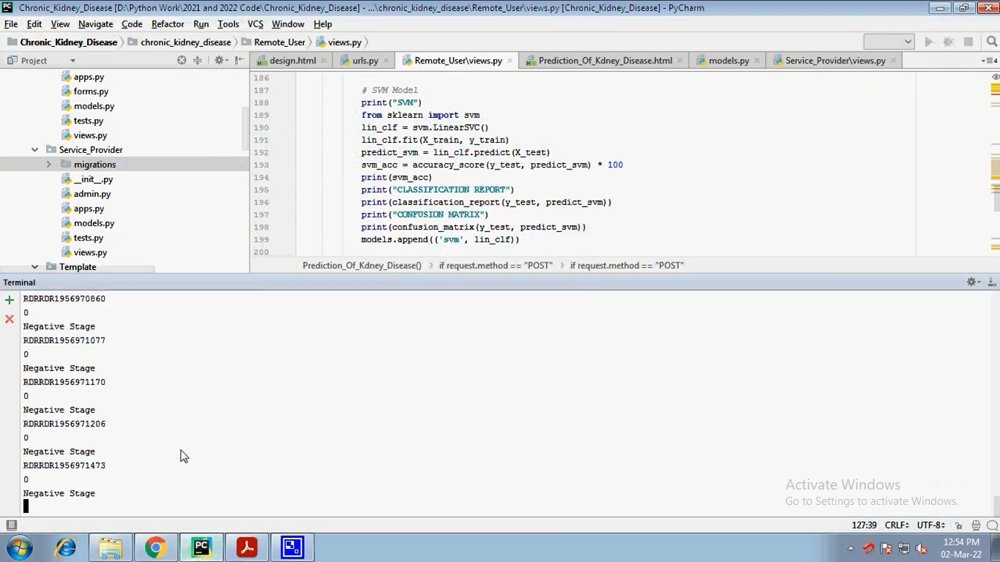 Chronic_Kidney_Disease [D:\Python Work\2021 and 2022 Code\Chronic_Kidney_Disease] - ...\chronic_kidney_disease\Remote_User\views.py [Chronic_Kidney_Disease] - PyCharm
File Edit View Navigate Code Refactor Run Tools VCS Window Help
Chronic_Kidney_Disease chronic_kidney_disease Remote_User views.py
Project
design.html urls.py Remote_User\views.py Prediction_Of_Kdney_Disease.html models.py Service_Provider\views.py
apps.py
forms.py
models.py
tests.py
views.py
Service_Provider
migrations
__init__.py
admin.py
apps.py
models.py
tests.py
views.py
Template
186
187 # SVM Model
188 print("SVM")
189 from sklearn import svm
190 lin_clf = svm.LinearSVC()
191 lin_clf.fit(X_train, y_train)
192 predict_svm = lin_clf.predict(X_test)
193 svm_acc = accuracy_score(y_test, predict_svm) * 100
194 print(svm_acc)
195 print("CLASSIFICATION REPORT")
196 print(classification_report(y_test, predict_svm))
197 print("CONFUSION MATRIX")
198 print(confusion_matrix(y_test, predict_svm))
199 models.append(('svm', lin_clf))
200
Prediction_Of_Kdney_Disease() if request.method == "POST" if request.method == "POST"
Terminal
RDRRDR1956970860
0
Negative Stage
RDRRDR1956971077
0
Negative Stage
RDRRDR1956971170
0
Negative Stage
RDRRDR1956971206
0
Negative Stage
RDRRDR1956971473
0
Negative Stage
Activate Windows
Go to Settings to activate Windows.
127:39 CRLF UTF-8
12:54 PM
02-Mar-22